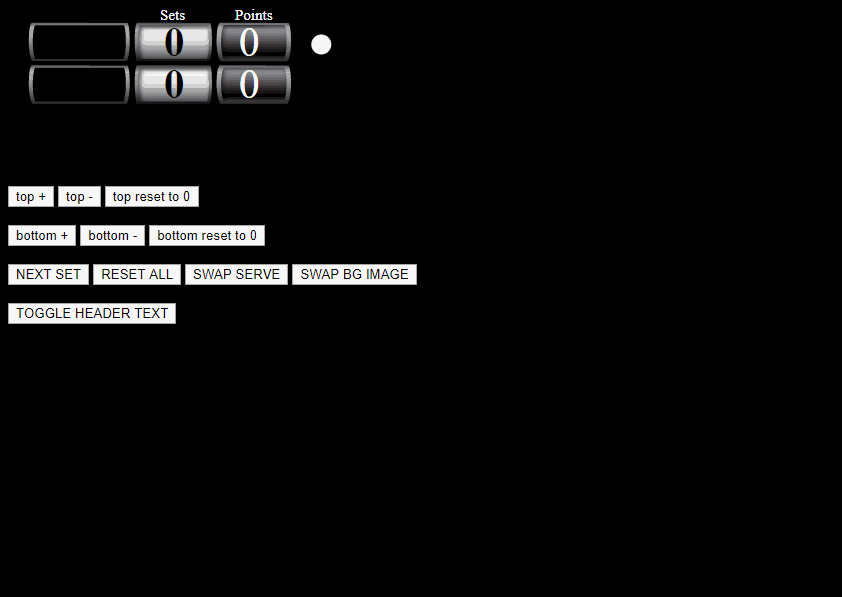 Sets Points
0 0
0 0
top + top - top reset to 0
bottom + bottom - bottom reset to 0
NEXT SET RESET ALL SWAP SERVE SWAP BG IMAGE
TOGGLE HEADER TEXT